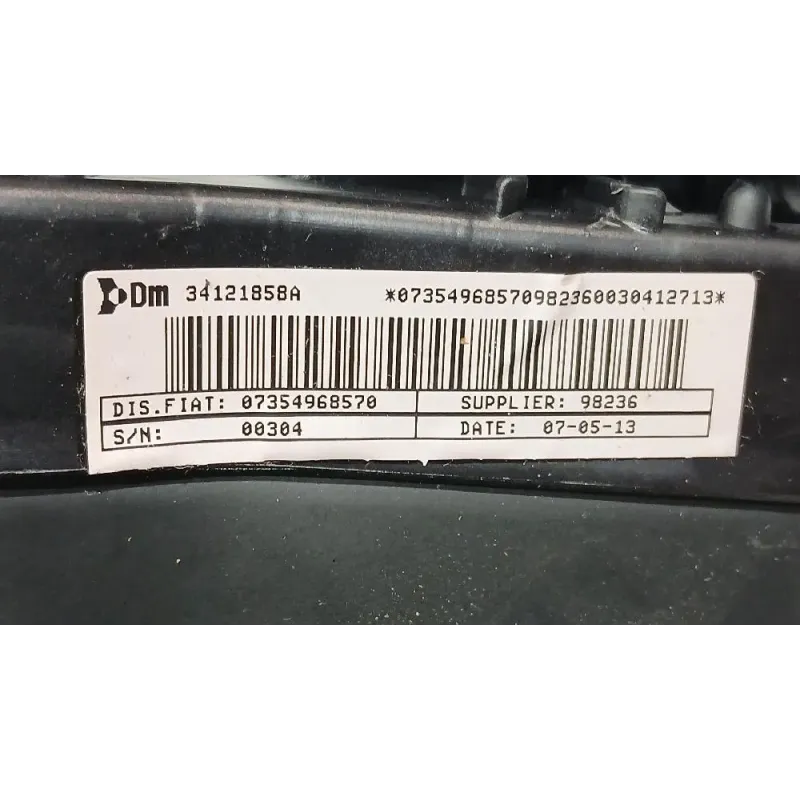 Dm 34121858A *07354968570982360030412713*
DIS.FIAT: 07354968570 SUPPLIER: 98236
S/N: 00304 DATE: 07-05-13